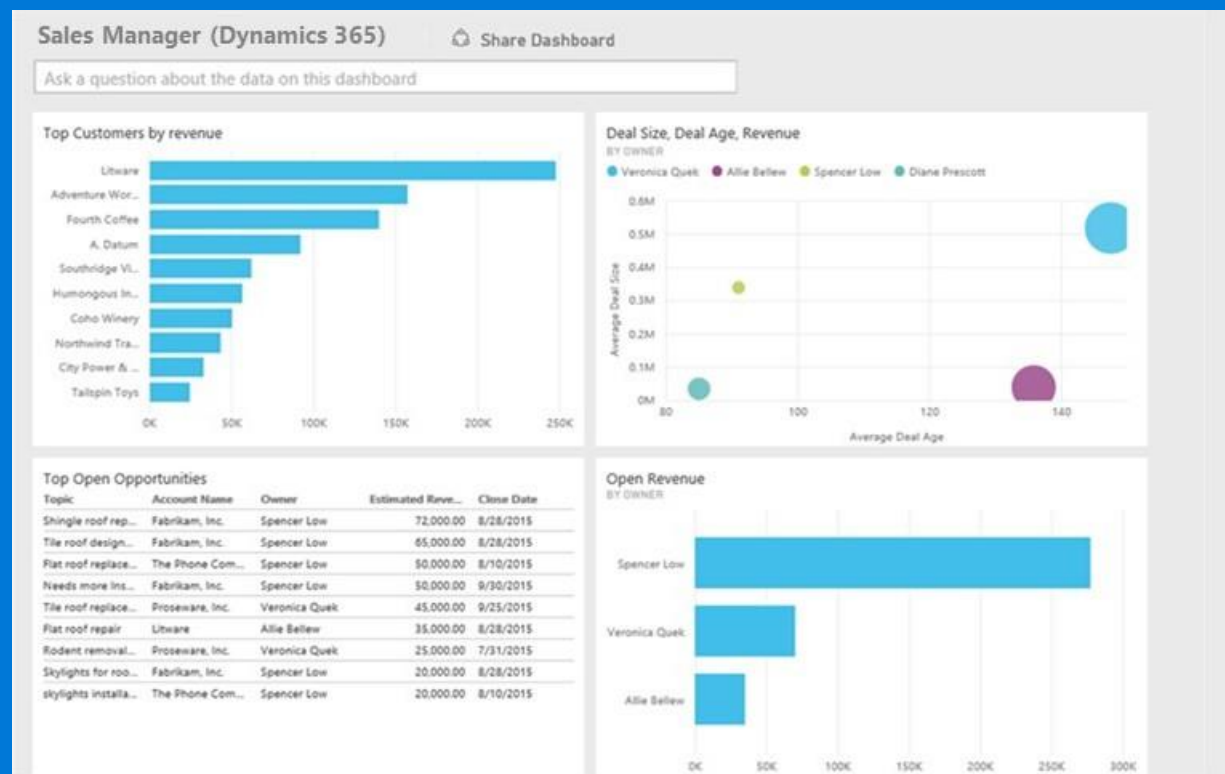 Sales Manager (Dynamics 365)
Share Dashboard
Ask a question about the data on this dashboard
Top Customers by revenue
Litware
Adventure Wor...
Fourth Coffee
A. Datum
Southridge Vi...
Humongous In...
Coho Winery
Northwind Tra...
City Power & ...
Tailspin Toys
0K 50K 100K 150K 200K 250K
Deal Size, Deal Age, Revenue
BY OWNER
Veronica Quek Allie Bellew Spencer Low Diane Prescott
Average Deal Size
0.6M
0.5M
0.4M
0.3M
0.2M
0.1M
0M
80 100 120 140
Average Deal Age
Top Open Opportunities
Topic Account Name Owner Estimated Reve... Close Date
Shingle roof rep... Fabrikam, Inc. Spencer Low 72,000.00 8/28/2015
Tile roof design... Fabrikam, Inc. Spencer Low 65,000.00 8/28/2015
Flat roof replace... The Phone Com... Spencer Low 50,000.00 8/10/2015
Needs more Ins... Fabrikam, Inc. Spencer Low 50,000.00 9/30/2015
Tile roof replace... Proseware, Inc. Veronica Quek 45,000.00 9/25/2015
Flat roof repair Litware Allie Bellew 35,000.00 8/28/2015
Rodent removal... Proseware, Inc. Veronica Quek 25,000.00 7/31/2015
Skylights for roo... Fabrikam, Inc. Spencer Low 20,000.00 8/28/2015
skylights installa... The Phone Com... Spencer Low 20,000.00 8/10/2015
Open Revenue
BY OWNER
Spencer Low
Veronica Quek
Allie Bellew
0K 50K 100K 150K 200K 250K 300K